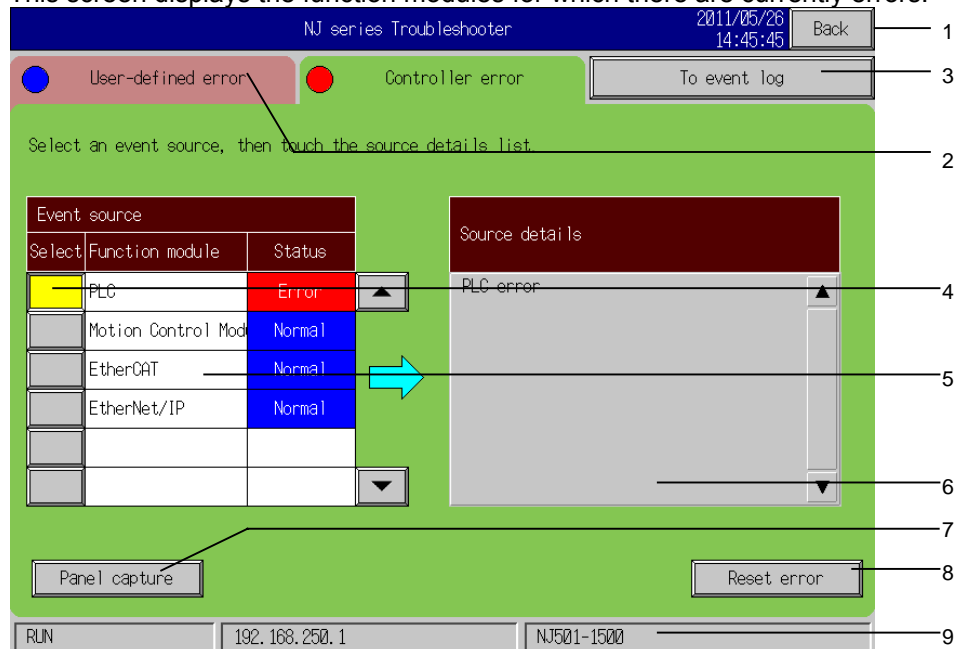 This screen displays the function modules for which there are currently errors.
NJ series Troubleshooter
2011/05/26
14:45:45
Back
1
User-defined error
Controller error
To event log
3
Select an event source, then touch the source details list.
2
Event source
Source details
Select Function module Status
PLC Error
PLC error
4
Motion Control Modu Normal
EtherCAT Normal
5
EtherNet/IP Normal
6
7
Panel capture
Reset error
8
RUN
192.168.250.1
NJ501-1500
9